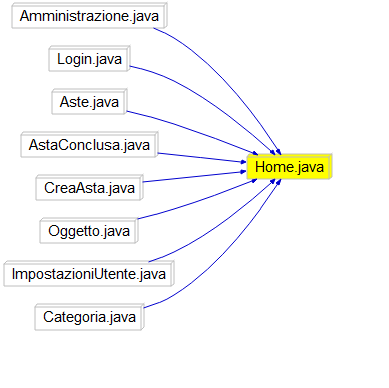 Amministrazione.java
Login.java
Aste.java
AstaConclusa.java
Home.java
CreaAsta.java
Oggetto.java
ImpostazioniUtente.java
Categoria.java